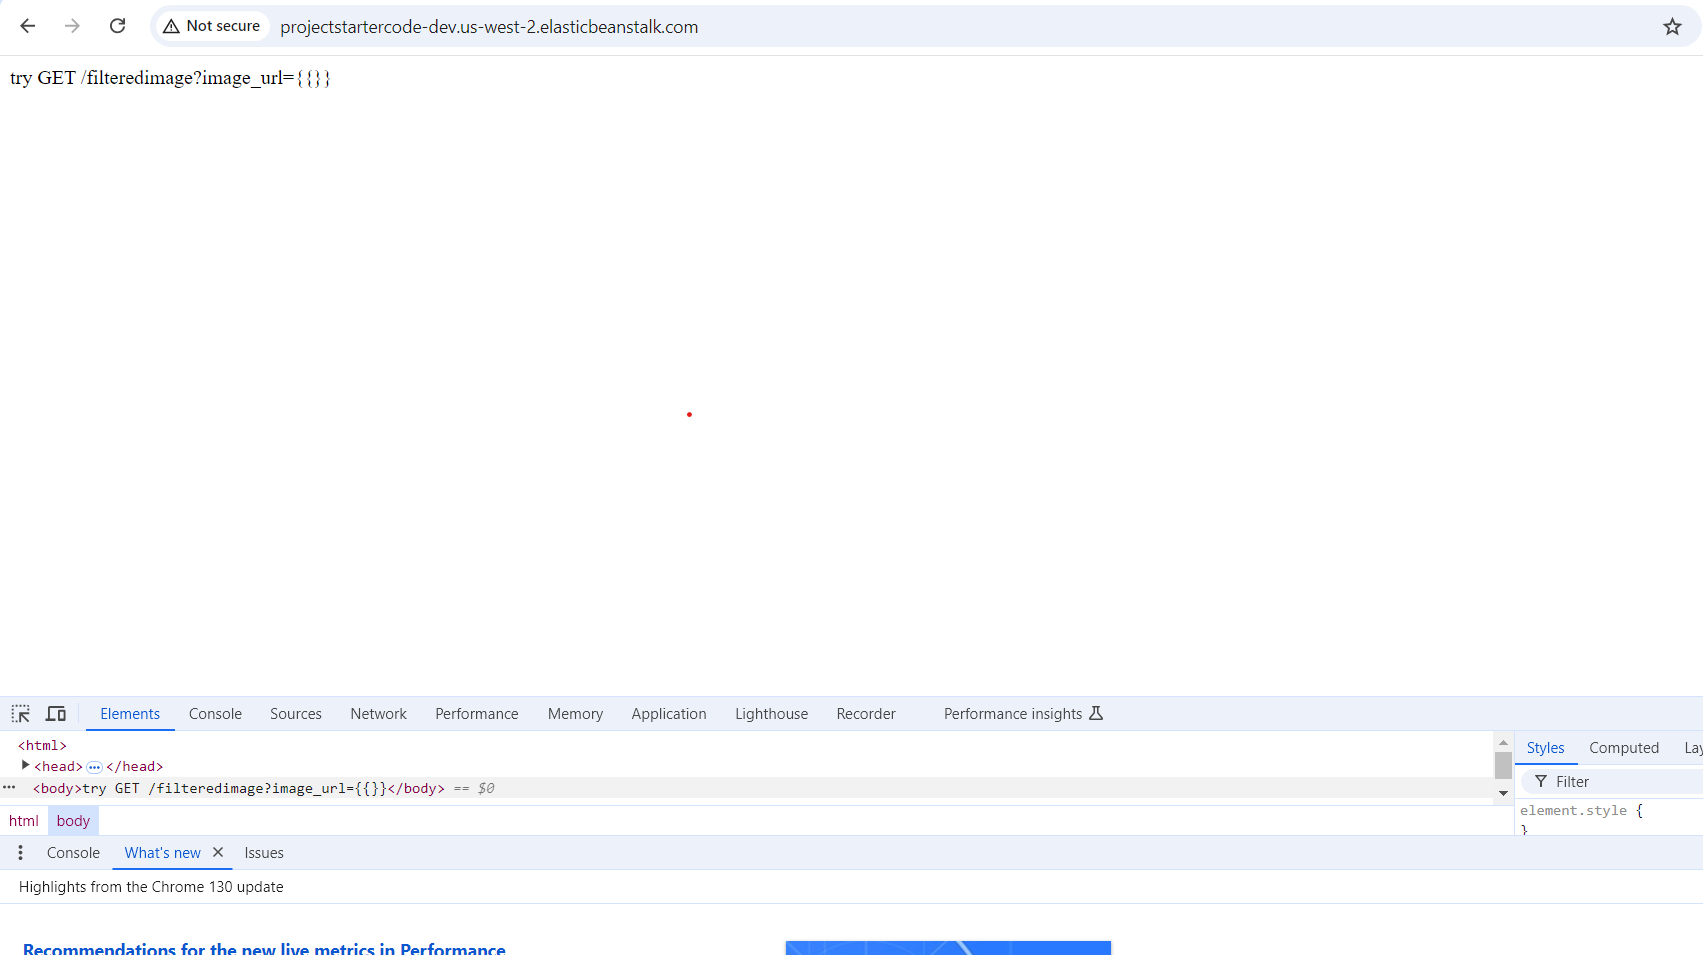 Not secure projectstartercode-dev.us-west-2.elasticbeanstalk.com
try GET /filteredimage?image_url={{}}
Elements Console Sources Network Performance Memory Application Lighthouse Recorder Performance insights
<html>
<head> ••• </head>
••• <body>try GET /filteredimage?image_url={{}}</body> == $0
html body
Styles Computed Lay
Filter
element.style {
}
Console What's new Issues
Highlights from the Chrome 130 update
Recommendations for the new live metrics in Performance